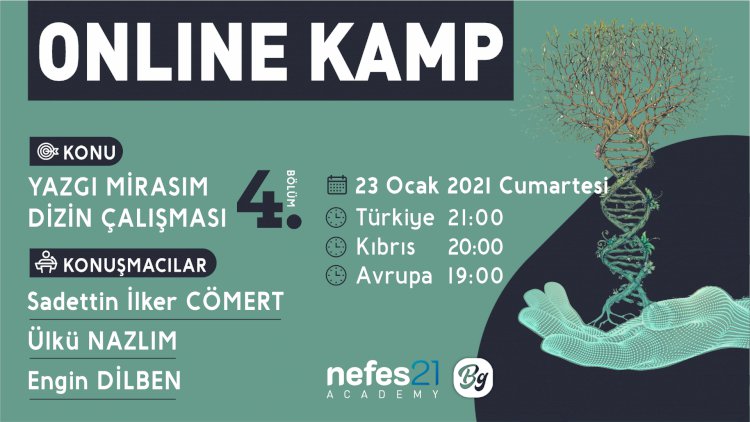 ONLINE KAMP
KONU
YAZGI MİRASIM
DİZİN ÇALIŞMASI
4.
BÖLÜM
KONUŞMACILAR
Sadettin İlker CÖMERT
Ülkü NAZLIM
Engin DİLBEN
23 Ocak 2021 Cumartesi
Türkiye 21:00
Kıbrıs 20:00
Avrupa 19:00
nefes21
ACADEMY
Bg